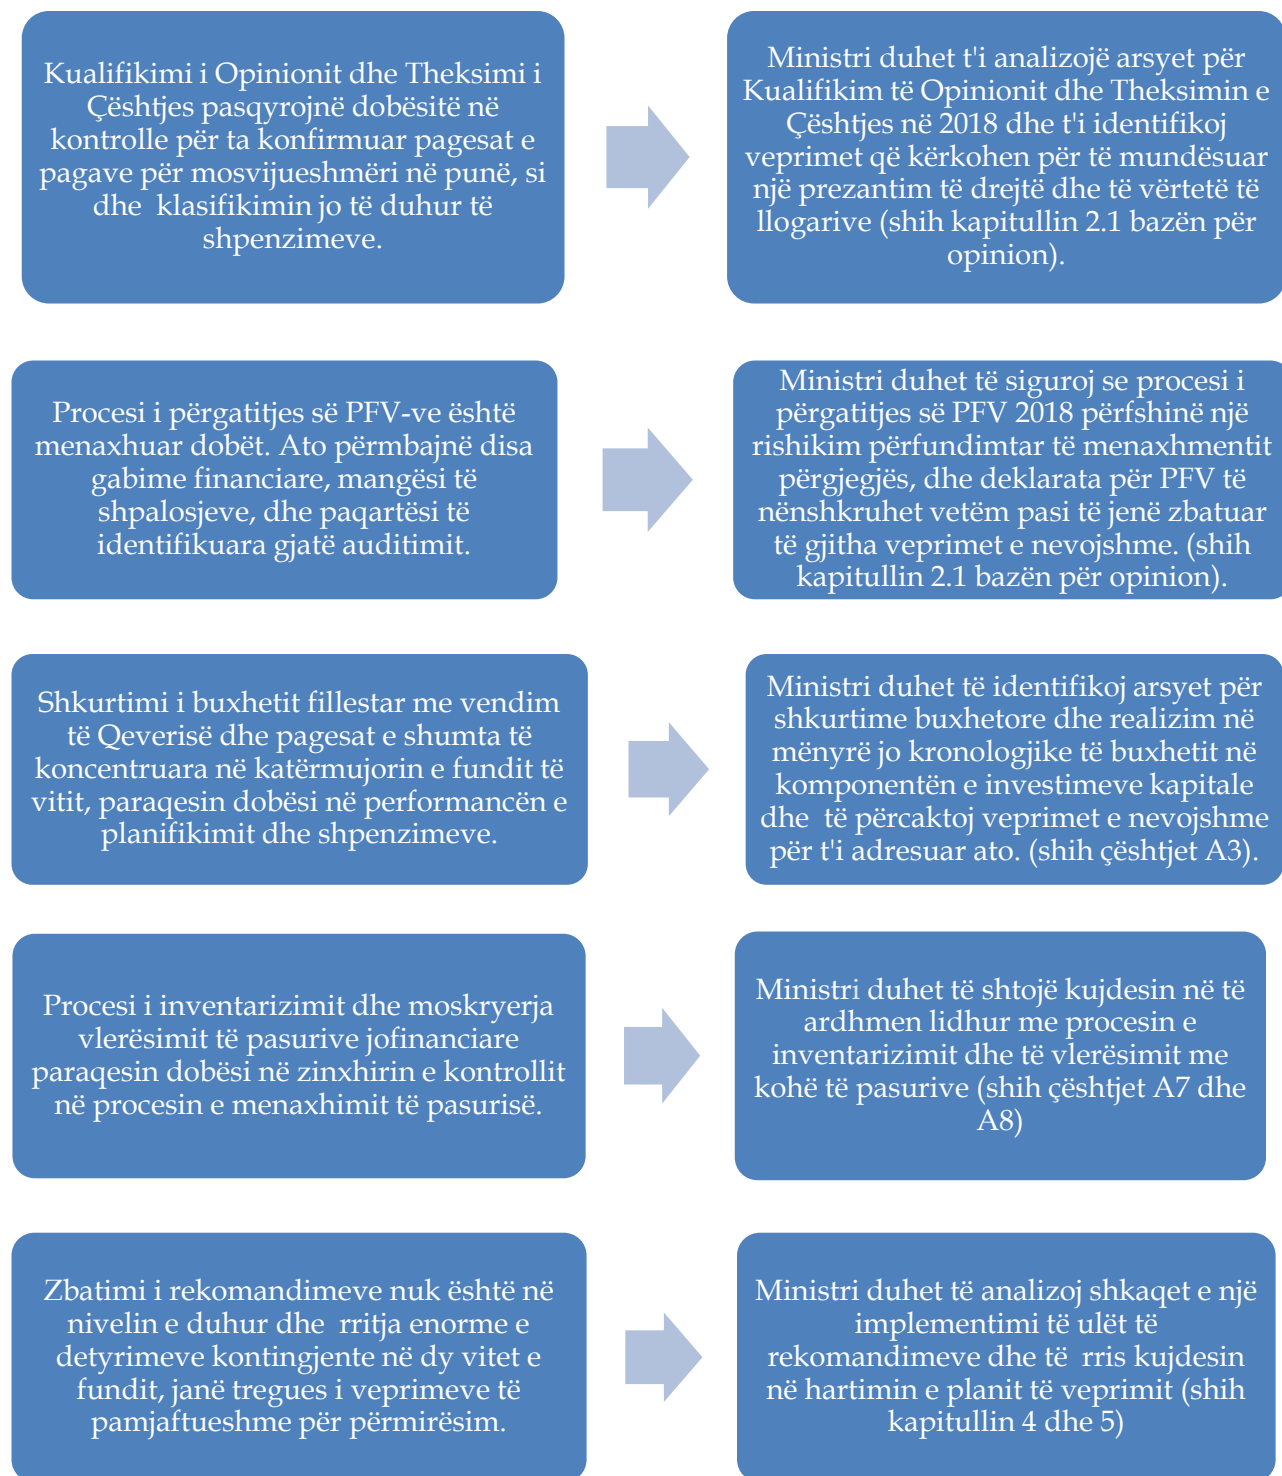 Kualifikimi i Opinionit dhe Theksimi i
Çështjes pasqyrojnë dobësitë në
kontrolle për ta konfirmuar pagesat e
pagave për mosvijueshmëri në punë, si
dhe klasifikimin jo të duhur të
shpenzimeve.
Ministri duhet t'i analizojë arsyet për
Kualifikim të Opinionit dhe Theksimin e
Çështjes në 2018 dhe t'i identifikoj
veprimet që kërkohen për të mundësuar
një prezantim të drejtë dhe të vërtetë të
llogarive (shih kapitullin 2.1 bazën për
opinion).
Procesi i përgatitjes së PFV-ve është
menaxhuar dobët. Ato përmbajnë disa
gabime financiare, mangësi të
shpalosjeve, dhe paqartësi të
identifikuara gjatë auditimit.
Ministri duhet të siguroj se procesi i
përgatitjes së PFV 2018 përfshinë një
rishikim përfundimtar të menaxhmentit
përgjegjës, dhe deklarata për PFV të
nënshkruhet vetëm pasi të jenë zbatuar
të gjitha veprimet e nevojshme. (shih
kapitullin 2.1 bazën për opinion).
Shkurtimi i buxhetit fillestar me vendim
të Qeverisë dhe pagesat e shumta të
koncentruara në katërmujorin e fundit të
vitit, paraqesin dobësi në performancën e
planifikimit dhe shpenzimeve.
Ministri duhet të identifikoj arsyet për
shkurtime buxhetore dhe realizim në
mënyrë jo kronologjike të buxhetit në
komponentën e investimeve kapitale
dhe të përcaktoj veprimet e nevojshme
për t'i adresuar ato. (shih çështjet A3).
Procesi i inventarizimit dhe moskryerja
vlerësimit të pasurive jofinanciare
paraqesin dobësi në zinxhirin e kontrollit
në procesin e menaxhimit të pasurisë.
Ministri duhet të shtojë kujdesin në të
ardhmen lidhur me procesin e
inventarizimit dhe të vlerësimit me
kohë të pasurive (shih çështjet A7 dhe
A8)
Zbatimi i rekomandimeve nuk është në
nivelin e duhur dhe rritja enorme e
detyrimeve kontingjente në dy vitet e
fundit, janë tregues i veprimeve të
pamjaftueshme për përmirësim.
Ministri duhet të analizoj shkaqet e një
implementimi të ulët të
rekomandimeve dhe të rris kujdesin
në hartimin e planit të veprimit (shih
kapitullin 4 dhe 5)